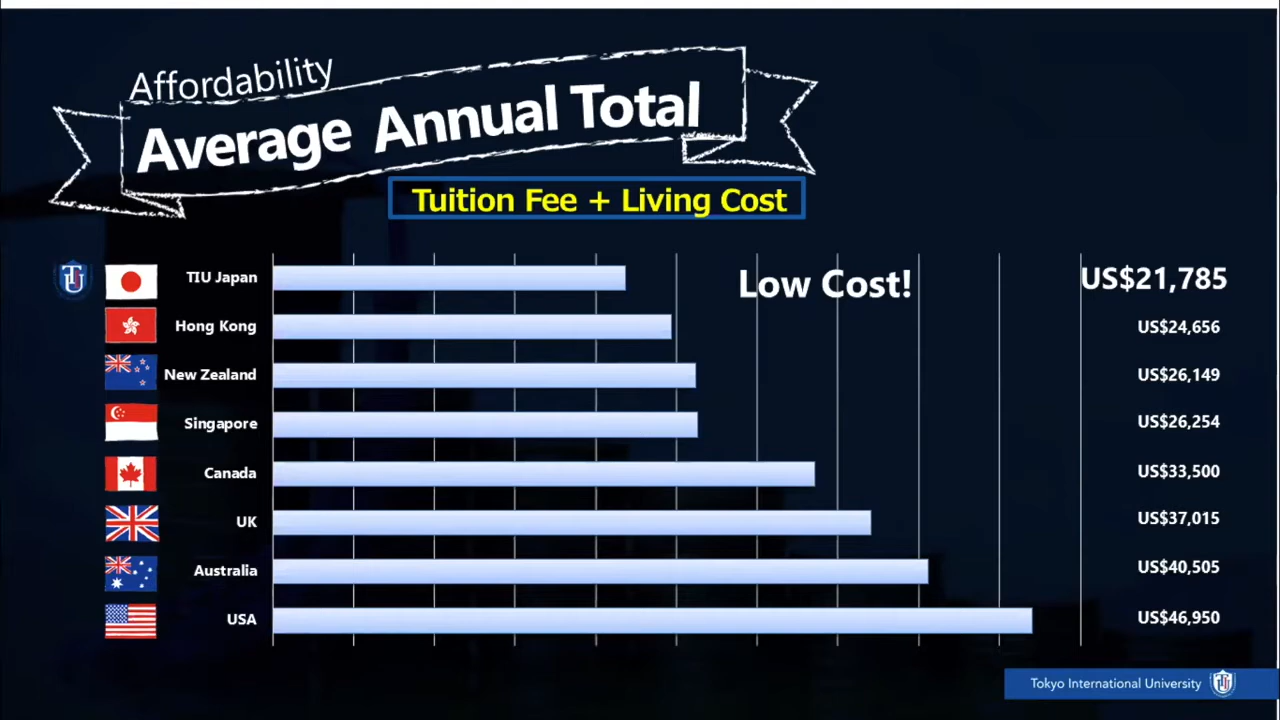 Affordability
Average Annual Total
Tuition Fee + Living Cost
TIU Japan Low Cost! US$21,785
Hong Kong US$24,656
New Zealand US$26,149
Singapore US$26,254
Canada US$33,500
UK US$37,015
Australia US$40,505
USA US$46,950
Tokyo International University